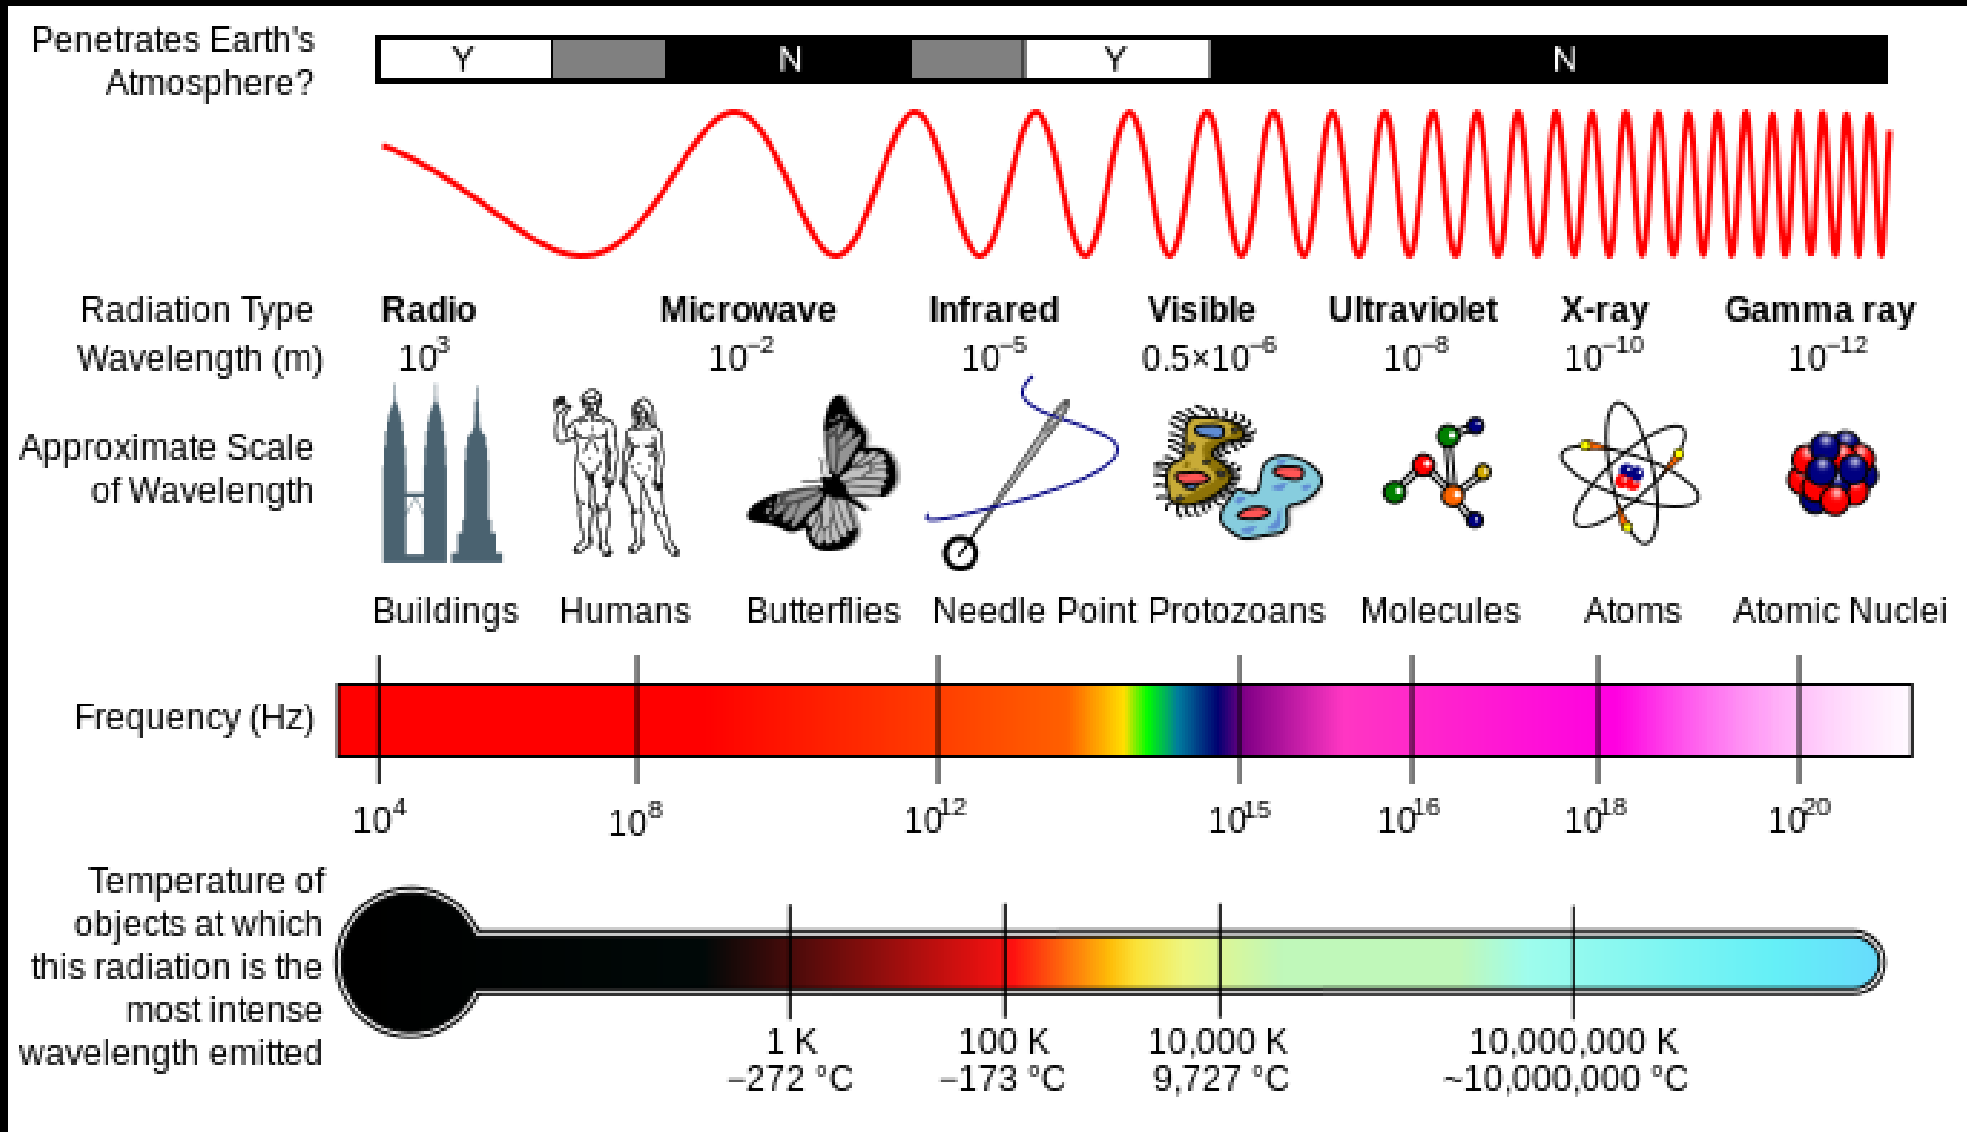 Penetrates Earth's
Atmosphere?
Y N Y N
Radiation Type
Radio Microwave Infrared Visible Ultraviolet X-ray Gamma ray
Wavelength (m)
10³ 10⁻² 10⁻⁵ 0.5×10⁻⁶ 10⁻⁸ 10⁻¹⁰ 10⁻¹²
Approximate Scale
of Wavelength
Buildings Humans Butterflies Needle Point Protozoans Molecules Atoms Atomic Nuclei
Frequency (Hz)
10⁴ 10⁸ 10¹² 10¹⁵ 10¹⁶ 10¹⁸ 10²⁰
Temperature of
objects at which
this radiation is the
most intense
wavelength emitted
1 K 100 K 10,000 K 10,000,000 K
−272 °C −173 °C 9,727 °C ~10,000,000 °C